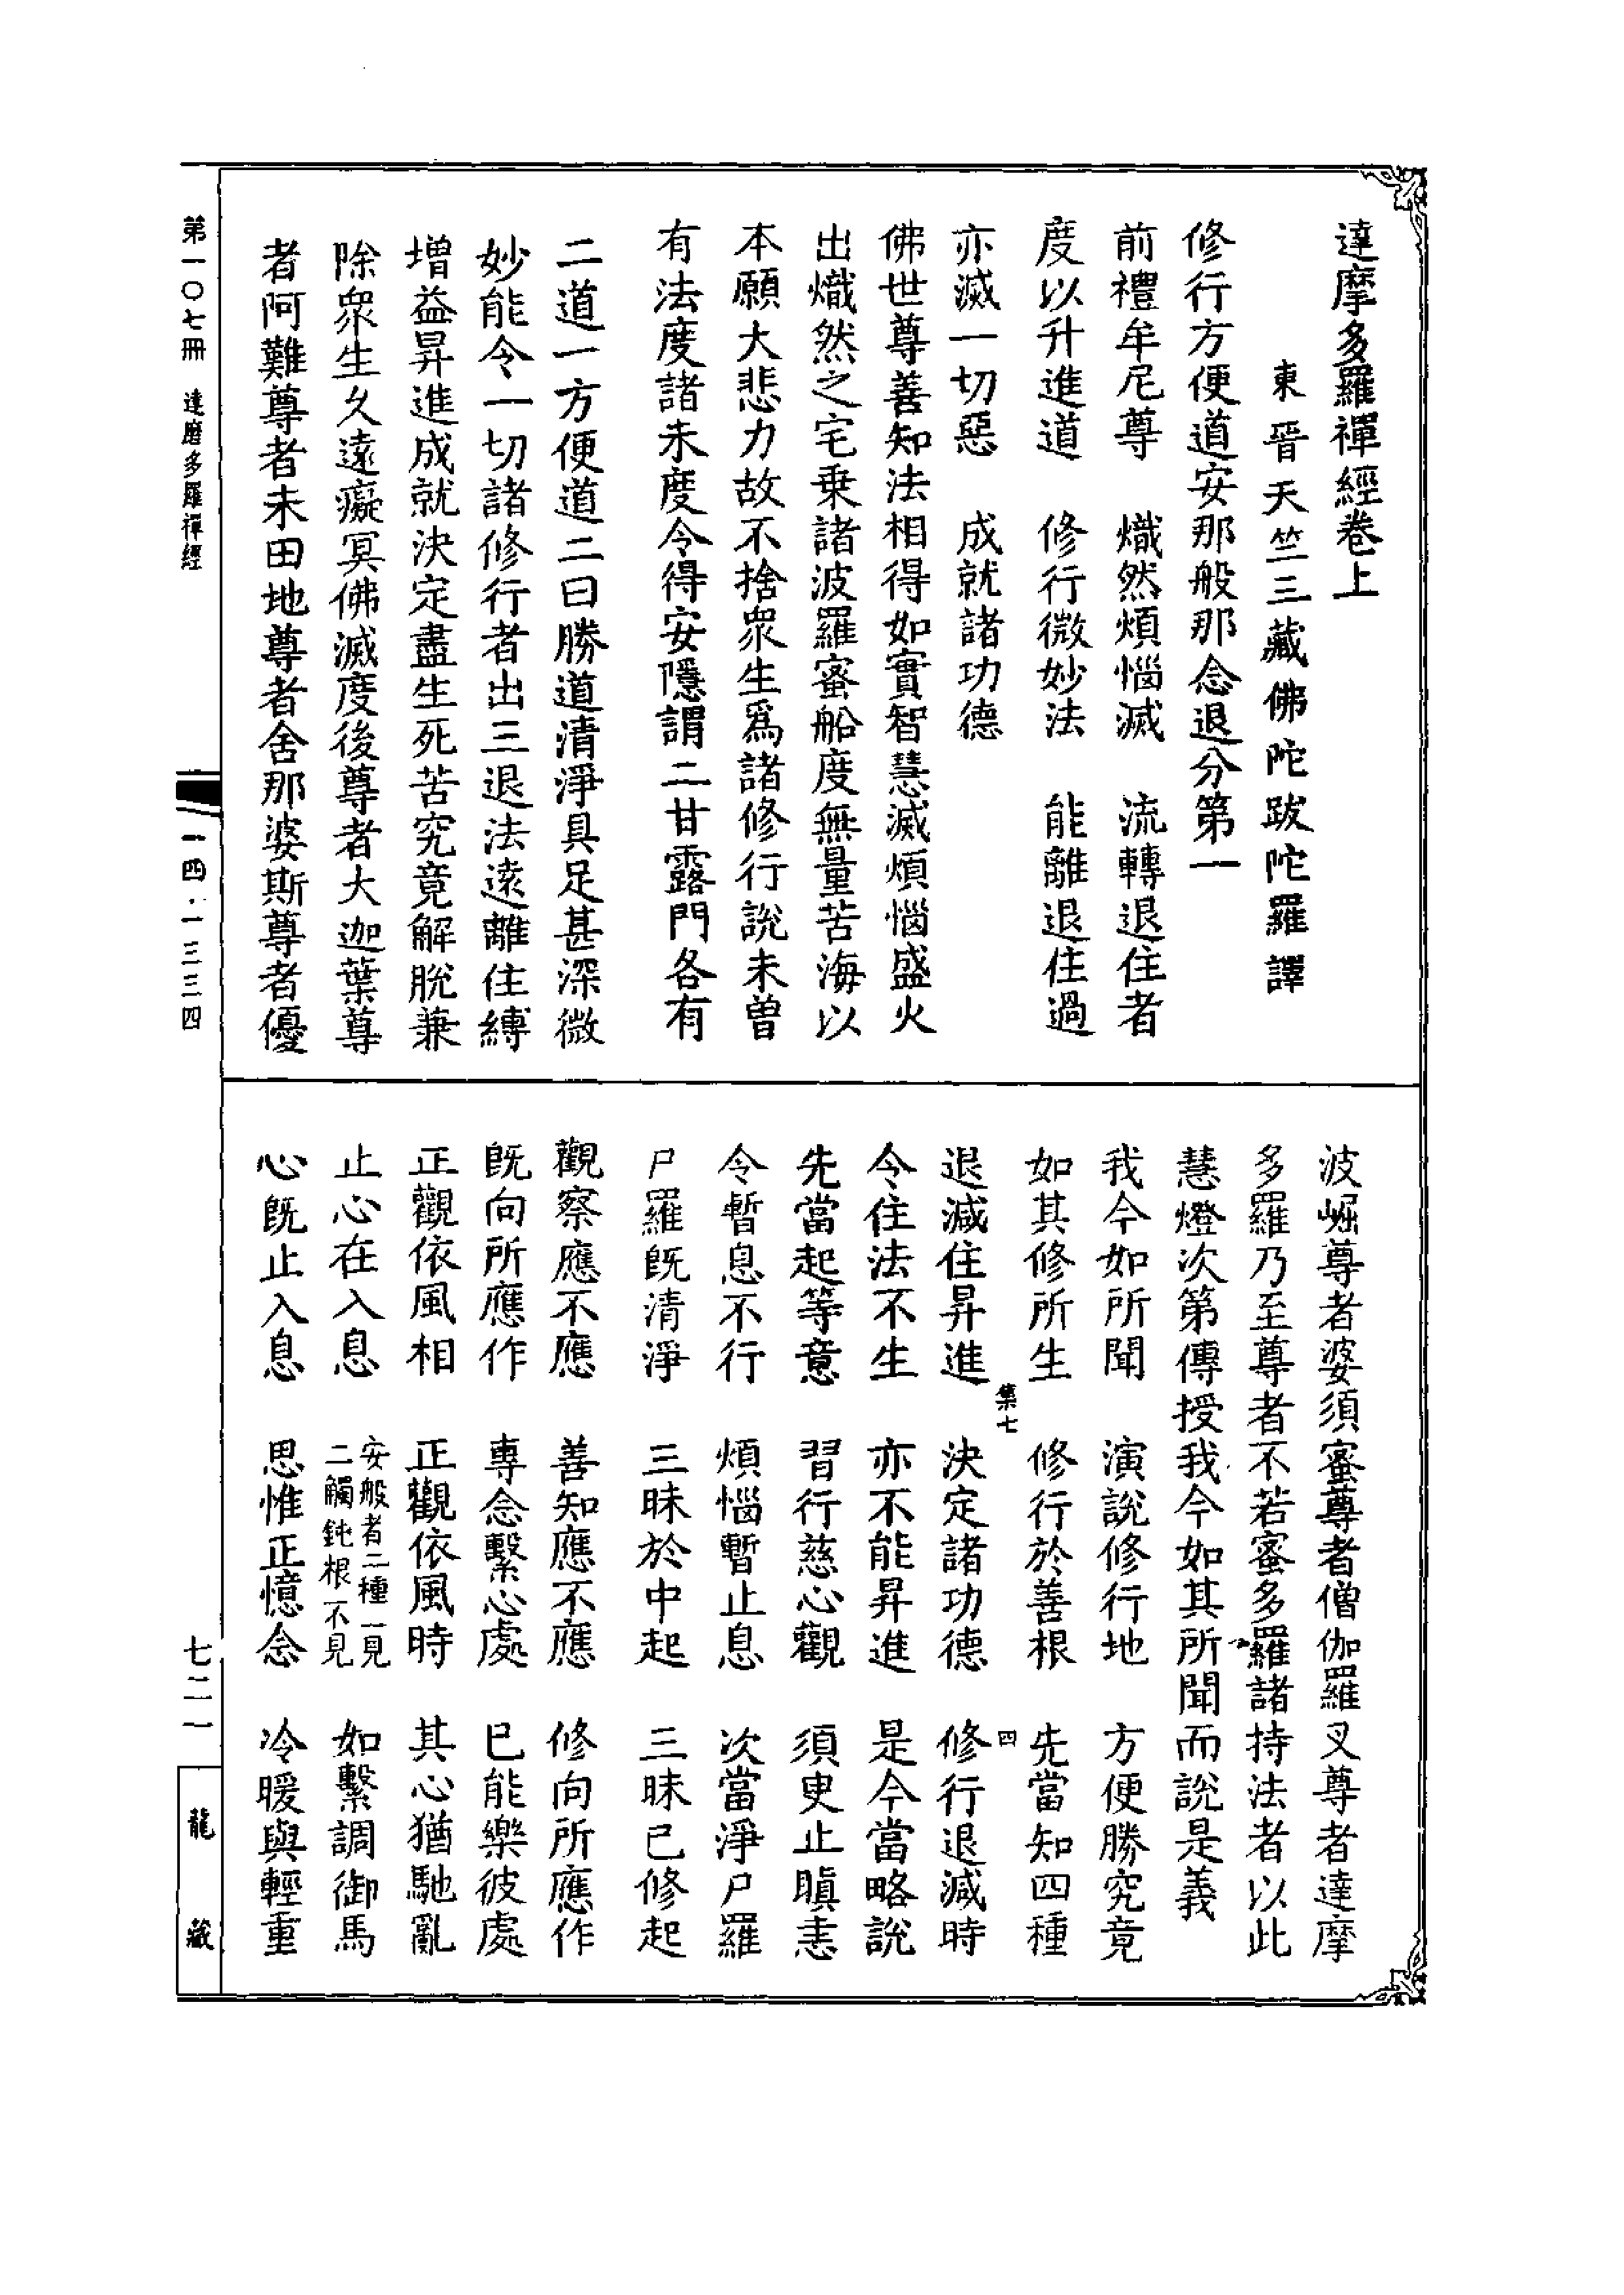 達摩多羅禪經卷上
東晉天竺三藏佛陀跋陀羅譯
修行方便道安那般那念退分第一
前禮牟尼尊　熾然煩惱滅　流轉退住者
度以升進道　修行微妙法　能離退住過
亦滅一切惡　成就諸功德
佛世尊善知法相得如實智慧滅煩惱盛火
出熾然之宅乗諸波羅蜜船度無量苦海以
本願大悲力故不捨衆生爲諸修行說未曽
有法度諸未度令得安隱謂二甘露門各有
二道一方便道二曰勝道清淨具足甚深微
妙能令一切諸修行者出三退法遠離住縛
增益昇進成就決定盡生死苦究竟解脫兼
除衆生久遠癡冥佛滅度後尊者大迦葉尊
者阿難尊者末田地尊者舍那婆斯尊者優
波崛尊者婆須蜜尊者僧伽羅叉尊者達摩
多羅乃至尊者不若蜜多羅諸持法者以此
慧燈次第傳授我今如其所聞而說是義
我今如所聞　演說修行地　方便勝究竟
如其修所生　修行於善根　先當知四種
集七　四
退減住昇進　決定諸功德　修行退減時
令住法不生　亦不能昇進　是今當略說
先當起等意　習行慈心觀　須臾止瞋恚
令暫息不行　煩惱暫止息　次當淨尸羅
尸羅旣清淨　三昧於中起　三昧已修起
觀察應不應　善知應不應　修向所應作
旣向所應作　專念繫心處　已能樂彼處
正觀依風相　正觀依風時　其心猶馳亂
止心在入息　安般者二種一見二觸鈍根不見　如繫調御馬
心旣止入息　思惟正憶念　冷暖與輕重
第一〇七冊　達磨多羅禪經
一四·一三三四
七二一
龍藏